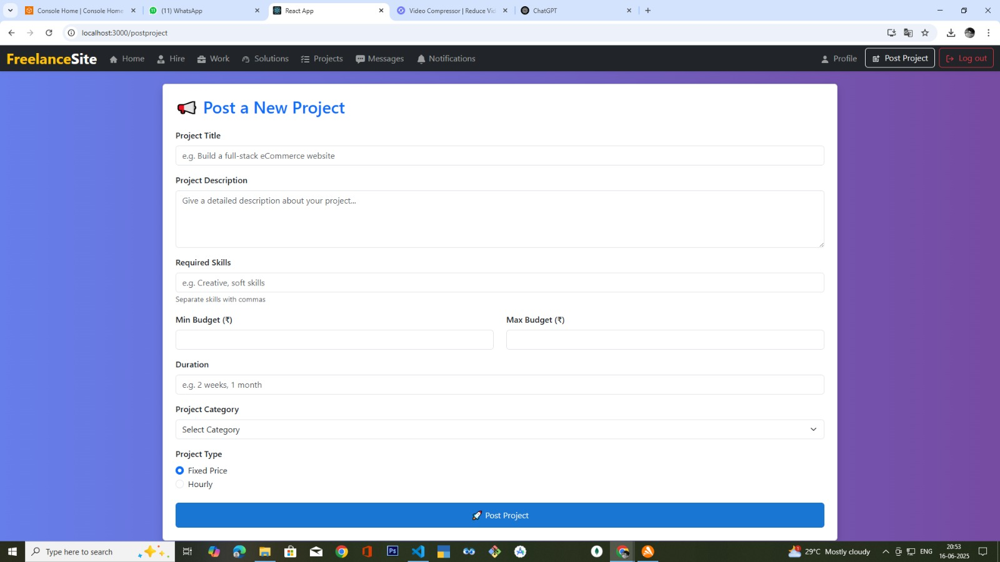 Console Home | Console Home
(11) WhatsApp
React App
Video Compressor | Reduce Vid
ChatGPT
localhost:3000/postproject
FreelanceSite
Home
Hire
Work
Solutions
Projects
Messages
Notifications
Profile
Post Project
Log out
Post a New Project
Project Title
e.g. Build a full-stack eCommerce website
Project Description
Give a detailed description about your project...
Required Skills
e.g. Creative, soft skills
Separate skills with commas
Min Budget (₹)
Max Budget (₹)
Duration
e.g. 2 weeks, 1 month
Project Category
Select Category
Project Type
Fixed Price
Hourly
Post Project
Type here to search
Ps
1
29°C Mostly cloudy
ENG
20:53
16-06-2025